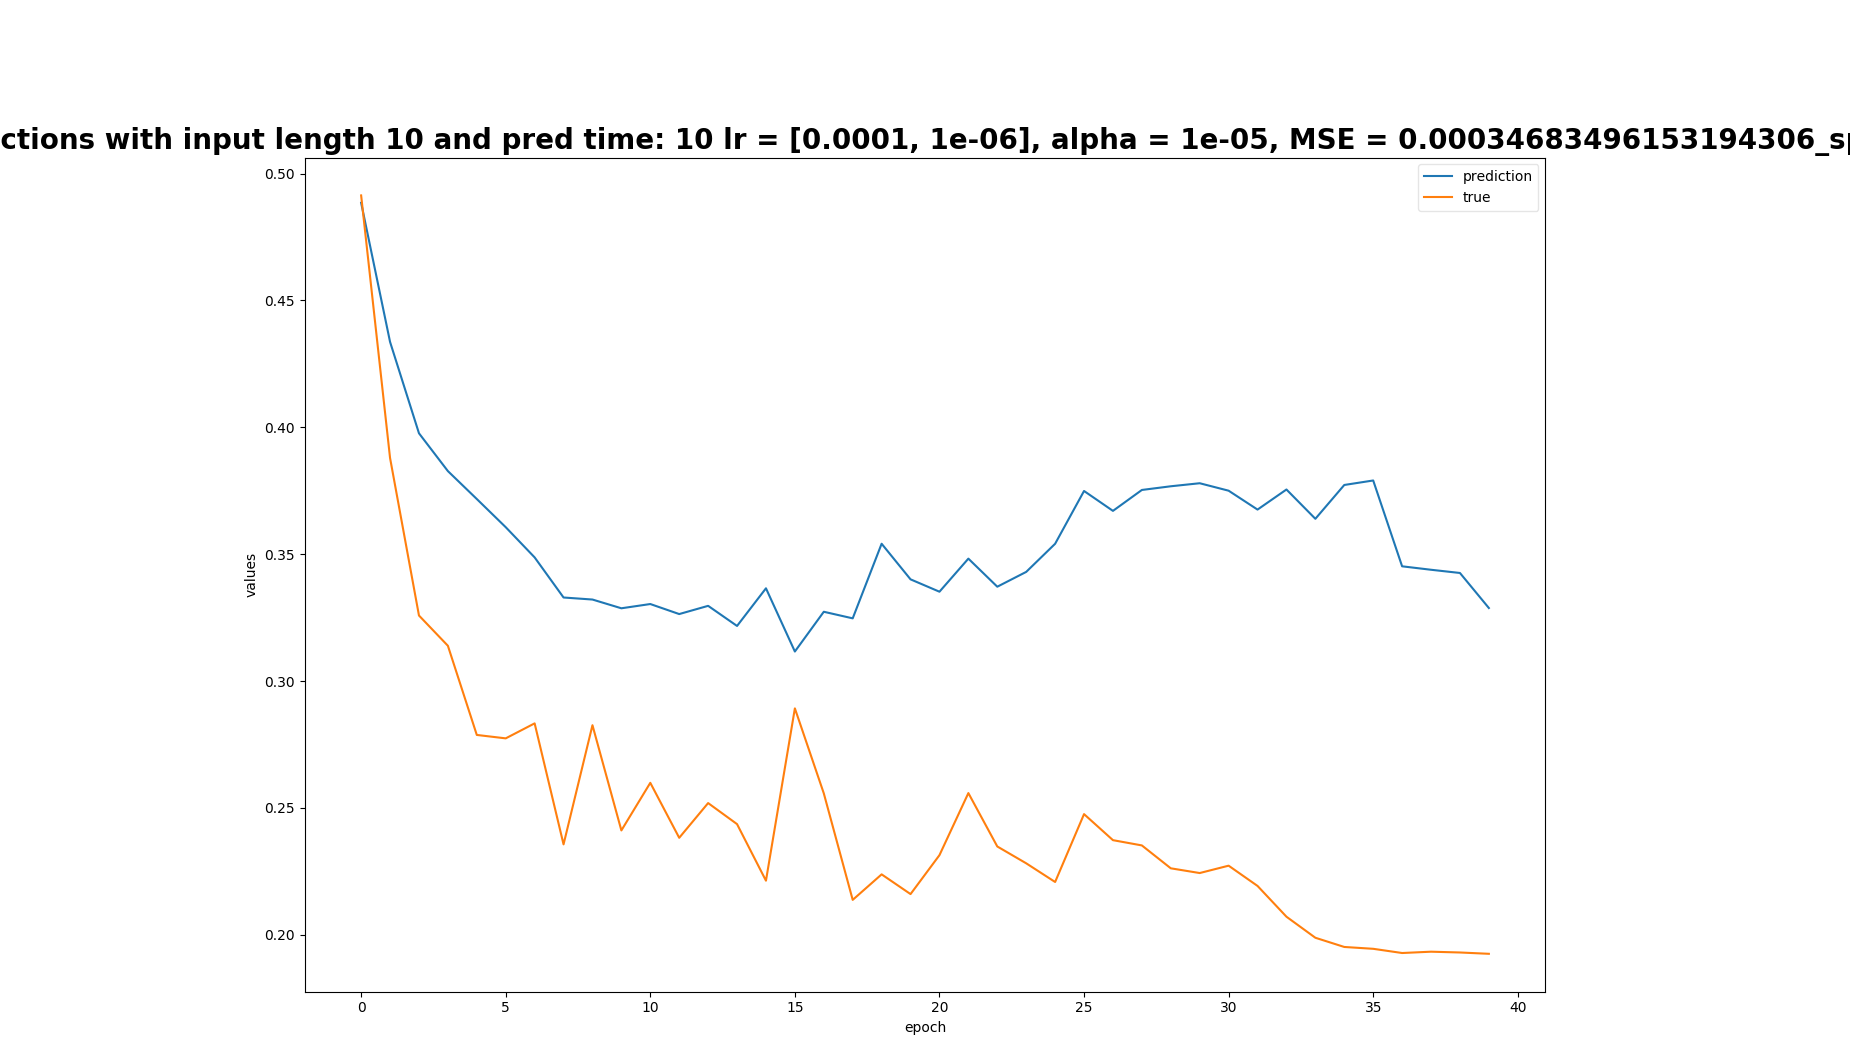 ctions with input length 10 and pred time: 10 lr = [0.0001, 1e-06], alpha = 1e-05, MSE = 0.00034683496153194306_sp
prediction
true
0.50
0.45
0.40
0.35
0.30
0.25
0.20
values
0 5 10 15 20 25 30 35 40
epoch